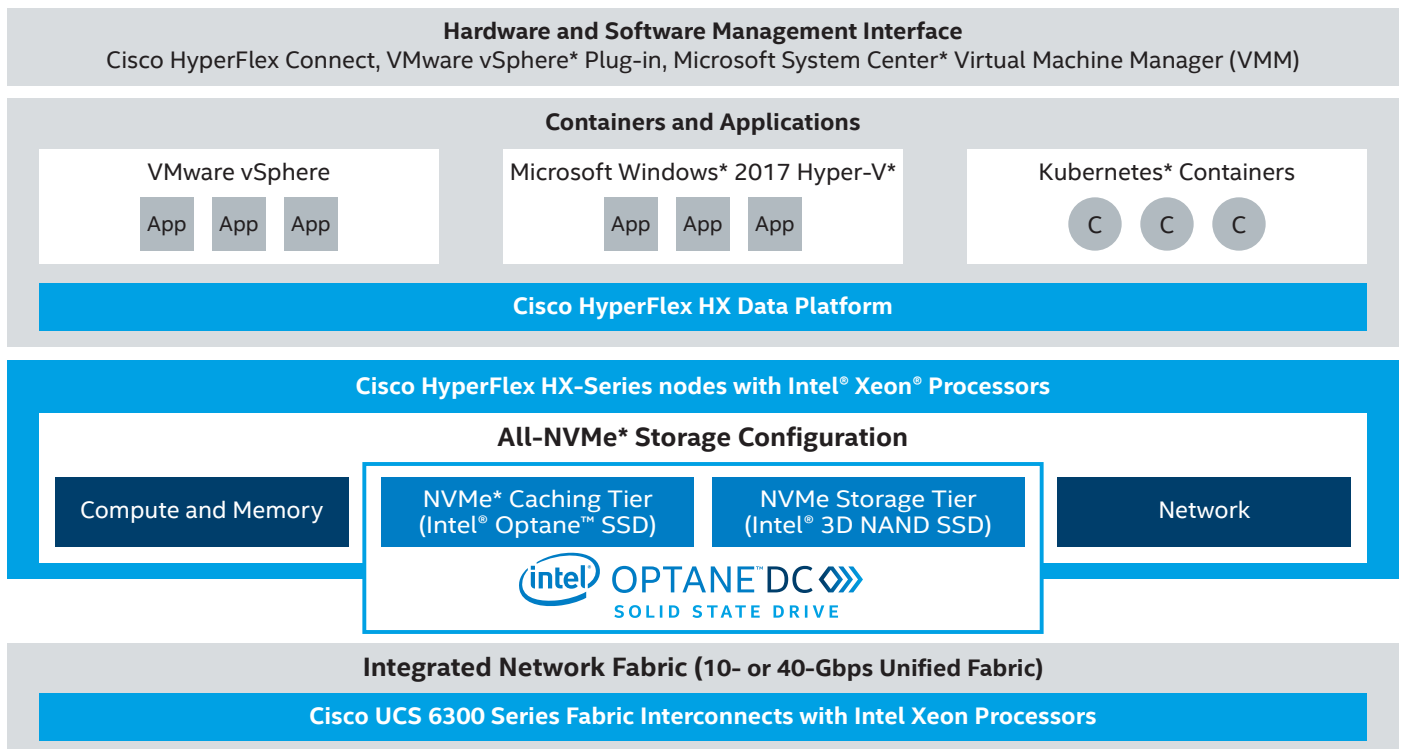 Hardware and Software Management Interface
Cisco HyperFlex Connect, VMware vSphere* Plug-in, Microsoft System Center* Virtual Machine Manager (VMM)
Containers and Applications
VMware vSphere
App App App
Microsoft Windows* 2017 Hyper-V*
App App App
Kubernetes* Containers
C C C
Cisco HyperFlex HX Data Platform
Cisco HyperFlex HX-Series nodes with Intel® Xeon® Processors
All-NVMe* Storage Configuration
Compute and Memory
NVMe* Caching Tier
(Intel® Optane™ SSD)
NVMe Storage Tier
(Intel® 3D NAND SSD)
Network
intel OPTANE™ DC
SOLID STATE DRIVE
Integrated Network Fabric (10- or 40-Gbps Unified Fabric)
Cisco UCS 6300 Series Fabric Interconnects with Intel Xeon Processors